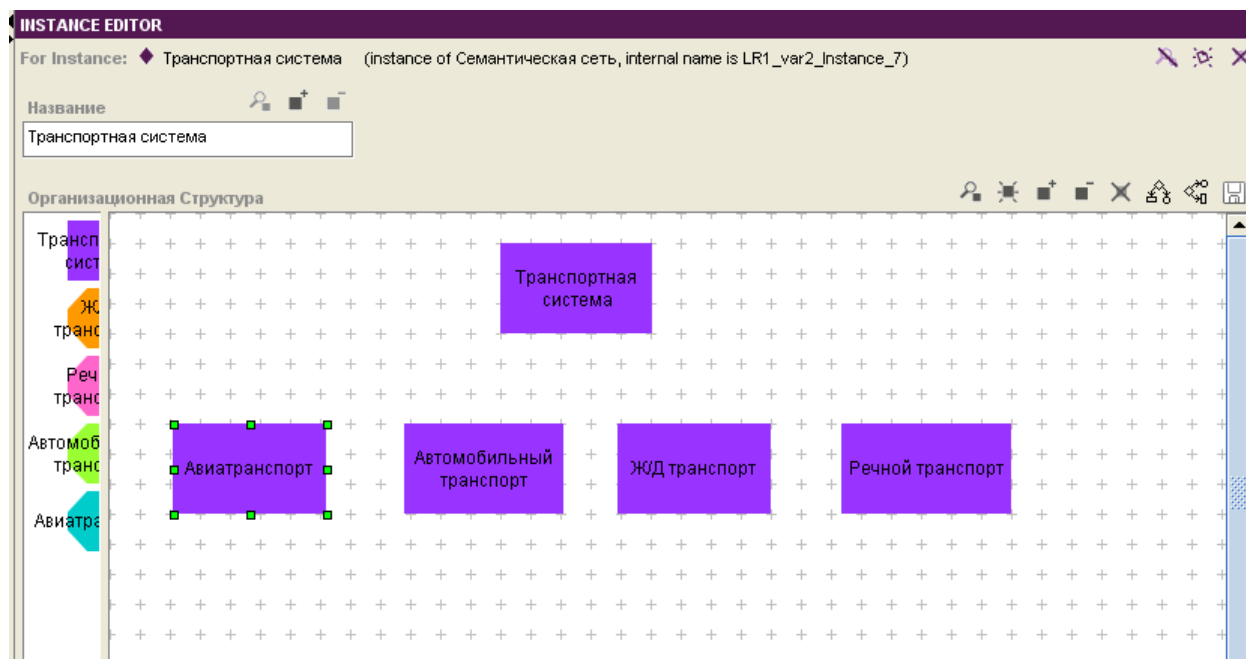 INSTANCE EDITOR
For Instance: Транспортная система (instance of Семантическая сеть, internal name is LR1_var2_Instance_7)
Название
Транспортная система
Организационная Структура
Трансп
сист
Ж/
транс
Реч
транс
Автомоб
транс
Авиатра
Транспортная
система
Авиатранспорт
Автомобильный
транспорт
Ж/Д транспорт
Речной транспорт